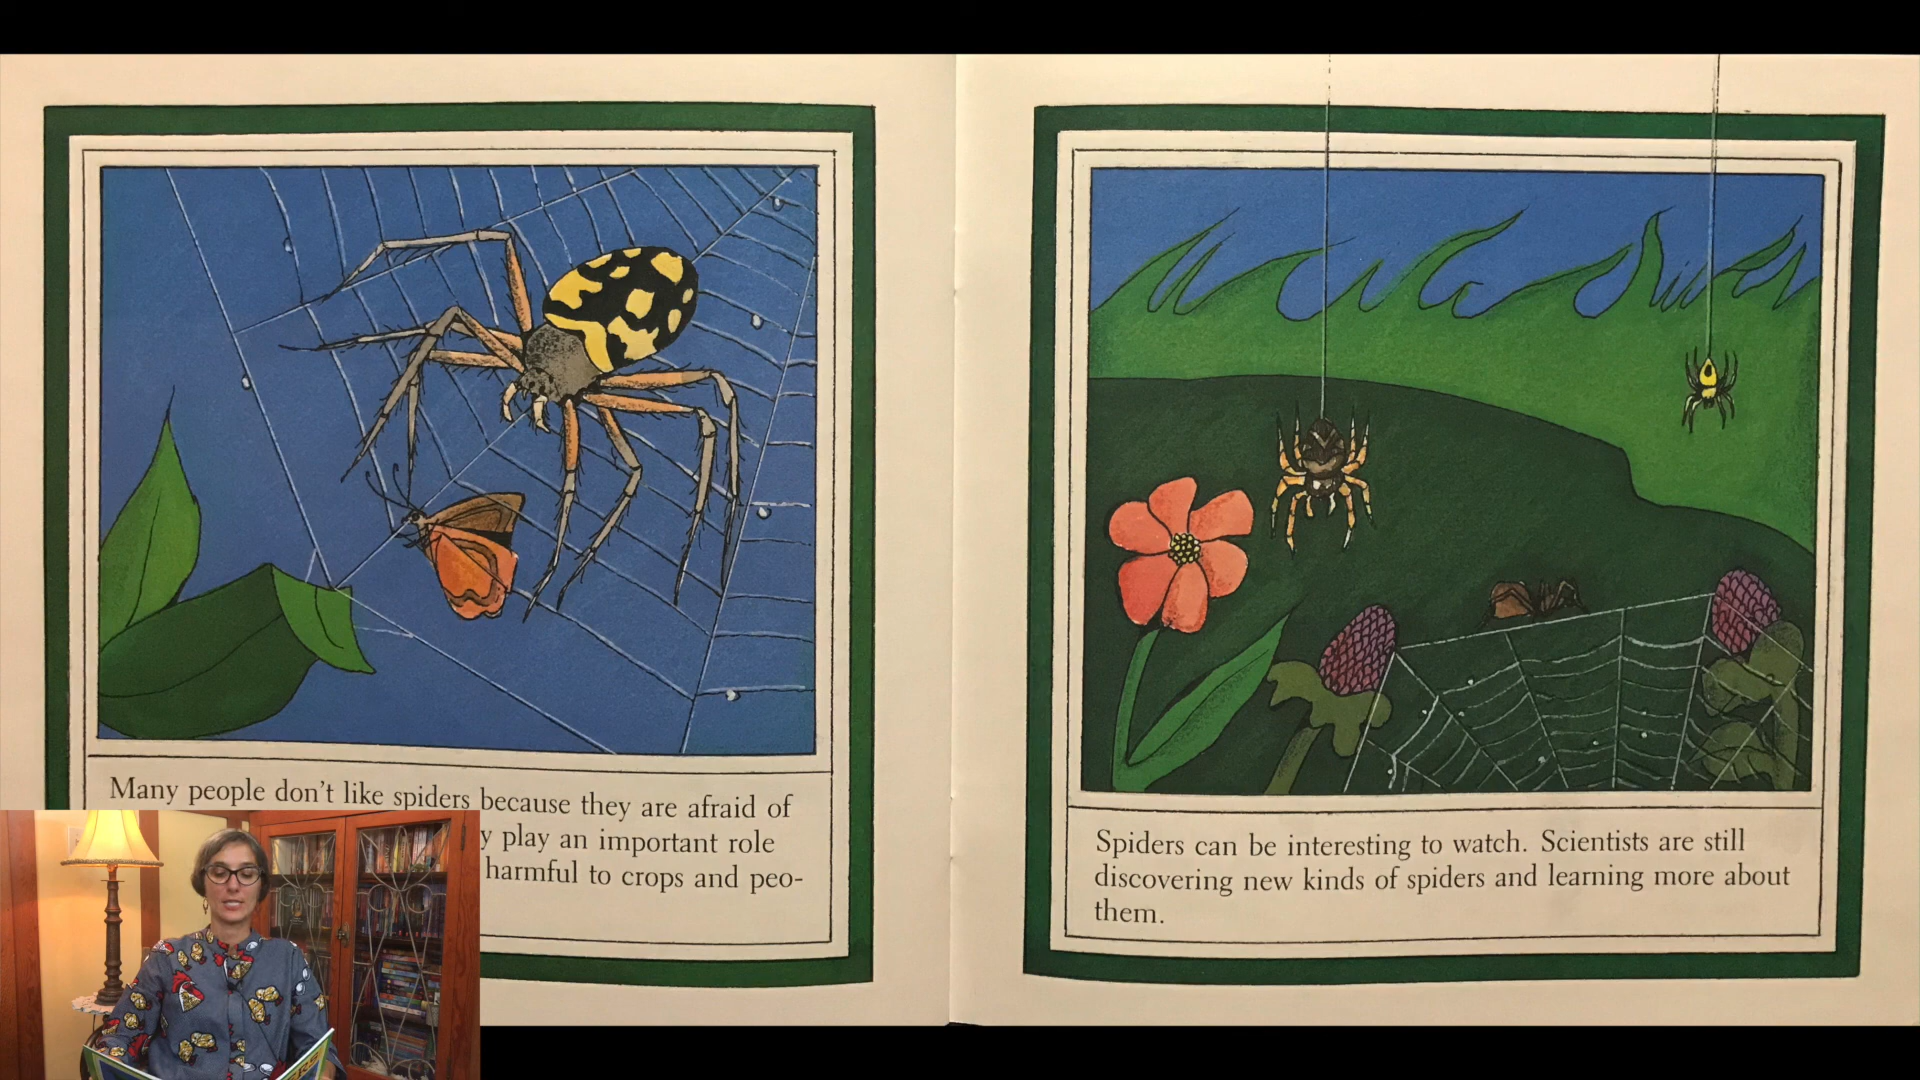 Many people don't like spiders because they are afraid of
y play an important role
harmful to crops and peo-
Spiders can be interesting to watch. Scientists are still
discovering new kinds of spiders and learning more about
them.